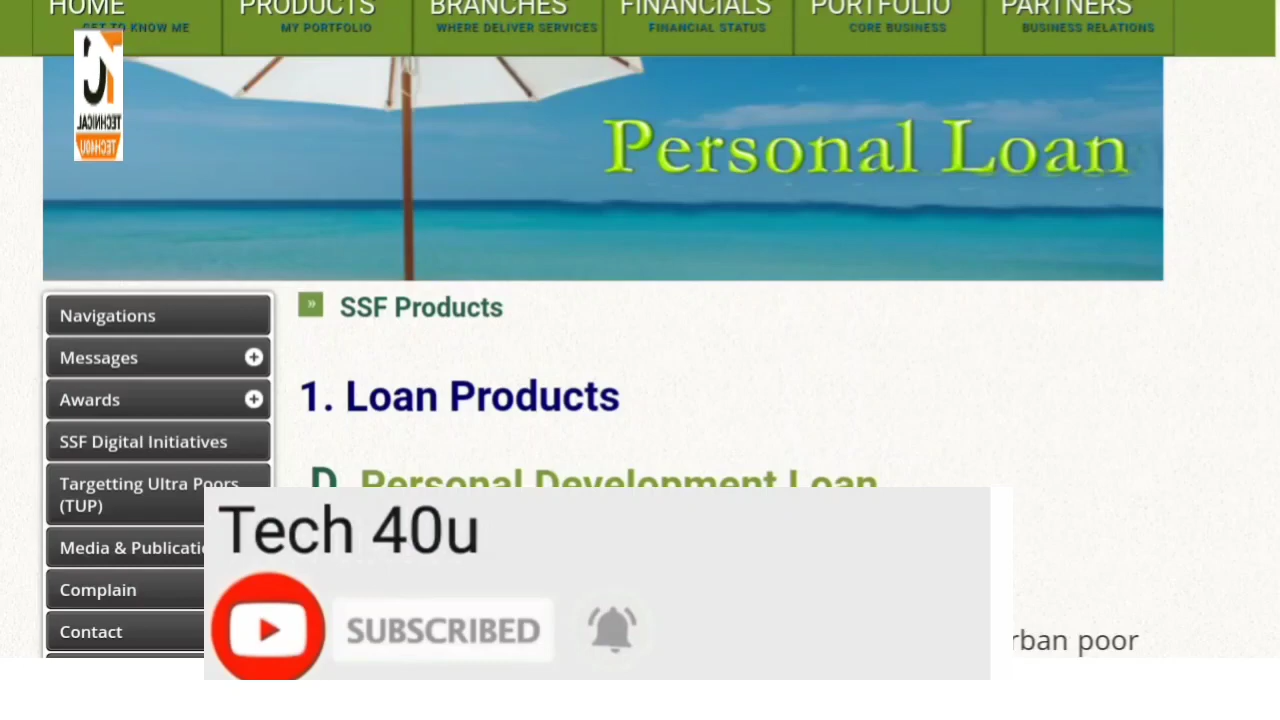 HOME PRODUCTS BRANCHES FINANCIALS PORTFOLIO PARTNERS
GET TO KNOW ME MY PORTFOLIO WHERE DELIVER SERVICES FINANCIAL STATUS CORE BUSINESS BUSINESS RELATIONS
TECHNICAL
TECH40U
Personal Loan
Navigations
Messages
Awards
SSF Digital Initiatives
Targetting Ultra Poors
(TUP)
Media & Publicati
Complain
Contact
» SSF Products
1. Loan Products
D. Personal Development Loan
rban poor
Tech 40u
SUBSCRIBED